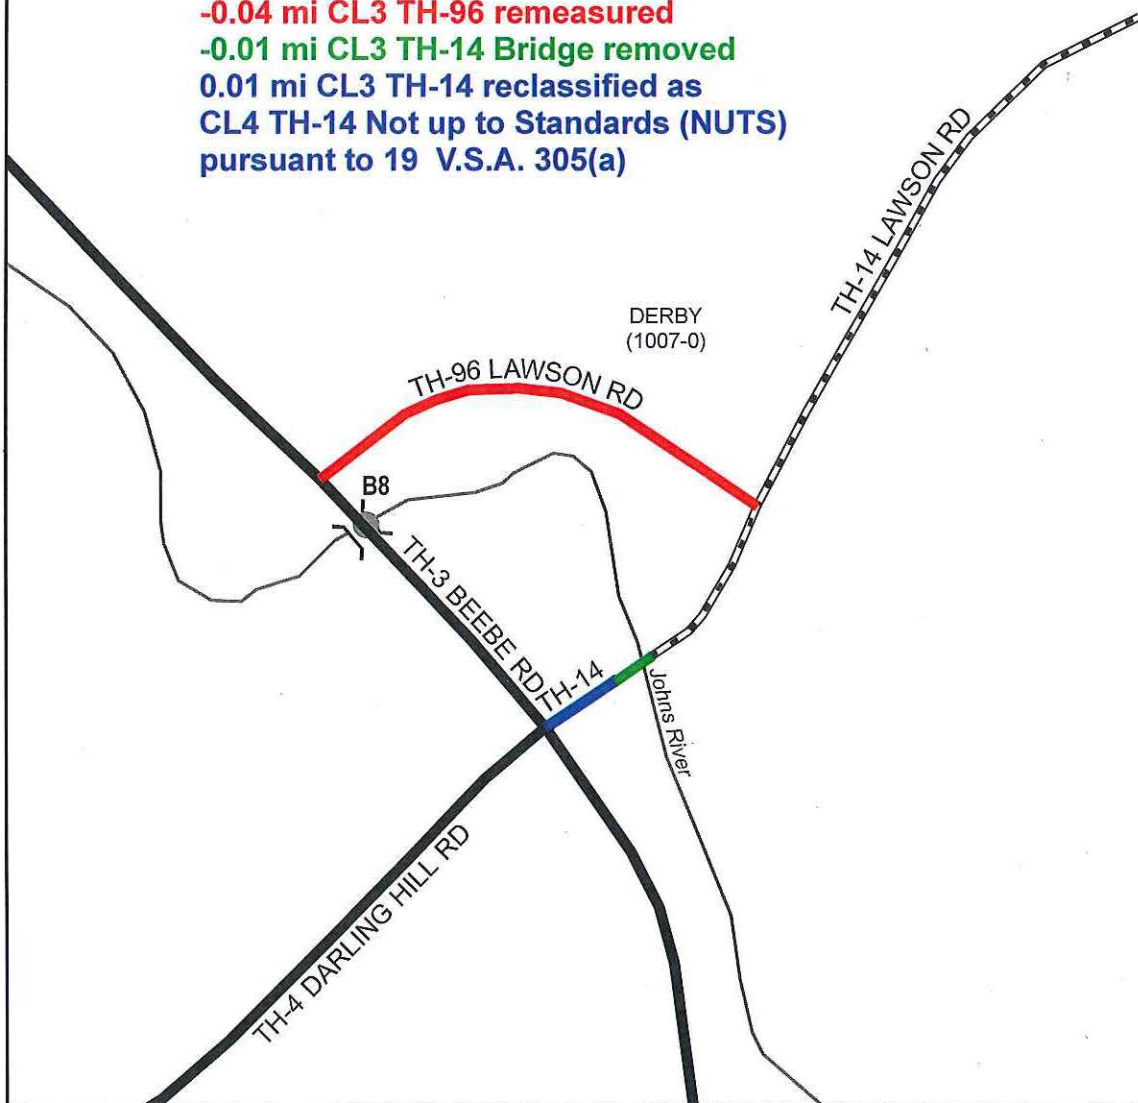 -0.04 mi CL3 TH-96 remeasured
-0.01 mi CL3 TH-14 Bridge removed
0.01 mi CL3 TH-14 reclassified as
CL4 TH-14 Not up to Standards (NUTS)
pursuant to 19 V.S.A. 305(a)
TH-14 LAWSON RD
DERBY
(1007-0)
TH-96 LAWSON RD
B8
TH-3 BEEBE RD
TH-14
Johns River
TH-4 DARLING HILL RD